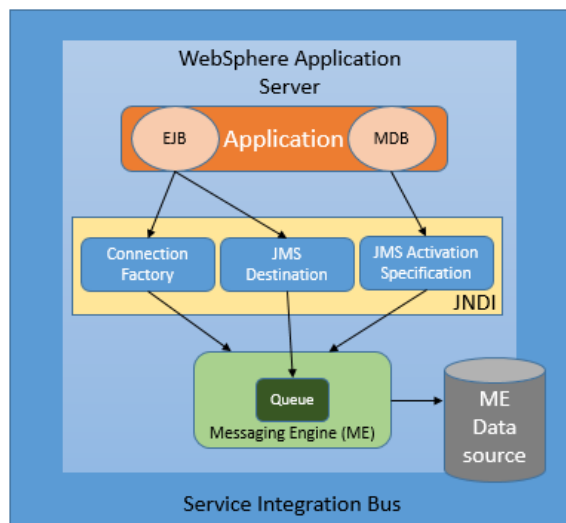 WebSphere Application
Server
EJB
Application
MDB
Connection
Factory
JMS
Destination
JMS Activation
Specification
JNDI
Queue
Messaging Engine (ME)
ME
Data
source
Service Integration Bus